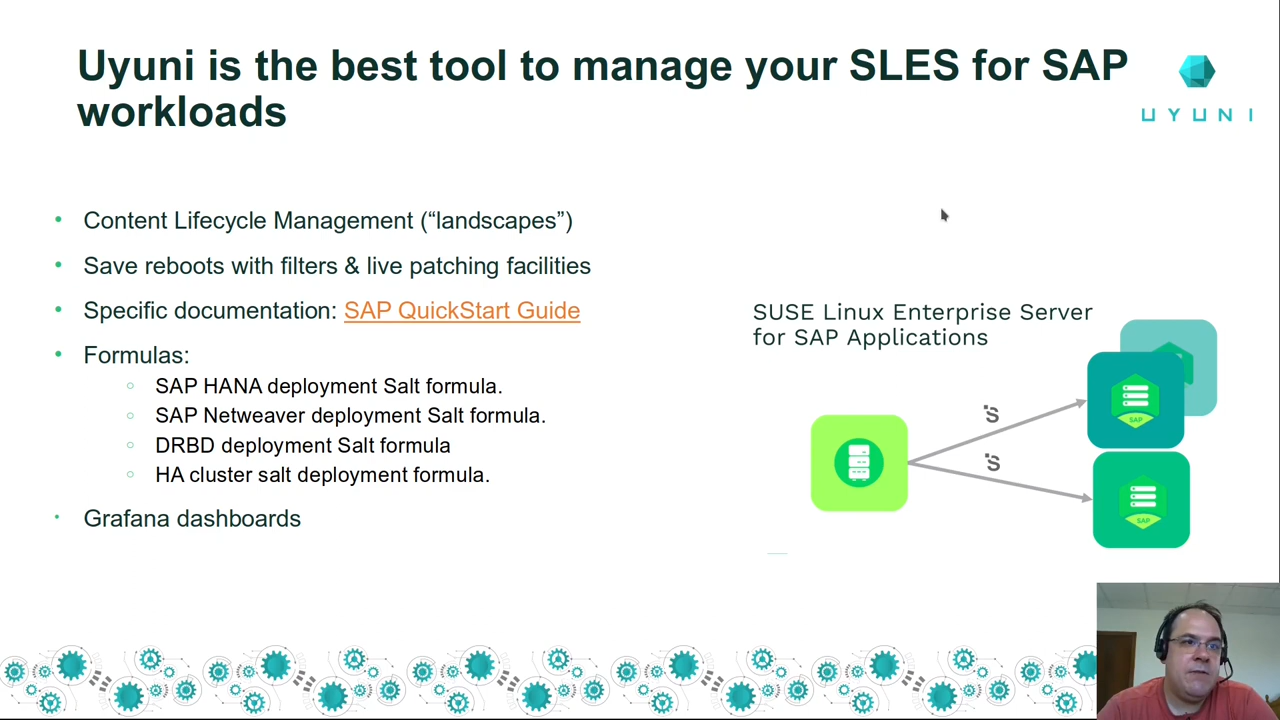 Uyuni is the best tool to manage your SLES for SAP
workloads
UYUNI
• Content Lifecycle Management (“landscapes”)
• Save reboots with filters & live patching facilities
• Specific documentation: SAP QuickStart Guide
• Formulas:
○ SAP HANA deployment Salt formula.
○ SAP Netweaver deployment Salt formula.
○ DRBD deployment Salt formula
○ HA cluster salt deployment formula.
• Grafana dashboards
SUSE Linux Enterprise Server
for SAP Applications
S
S
SAP
SAP